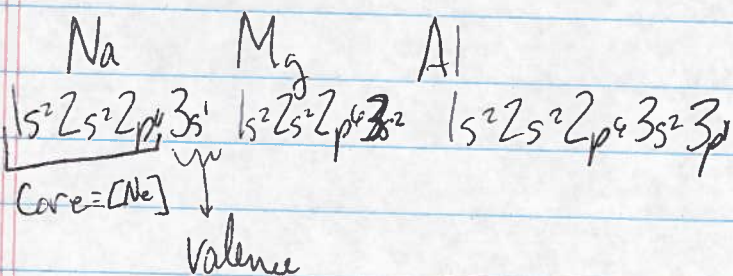 Na Mg Al
1s²2s²2p⁶3s¹ 1s²2s²2p⁶3s² 1s²2s²2p⁶3s²3p¹
Core=[Ne]
Valence